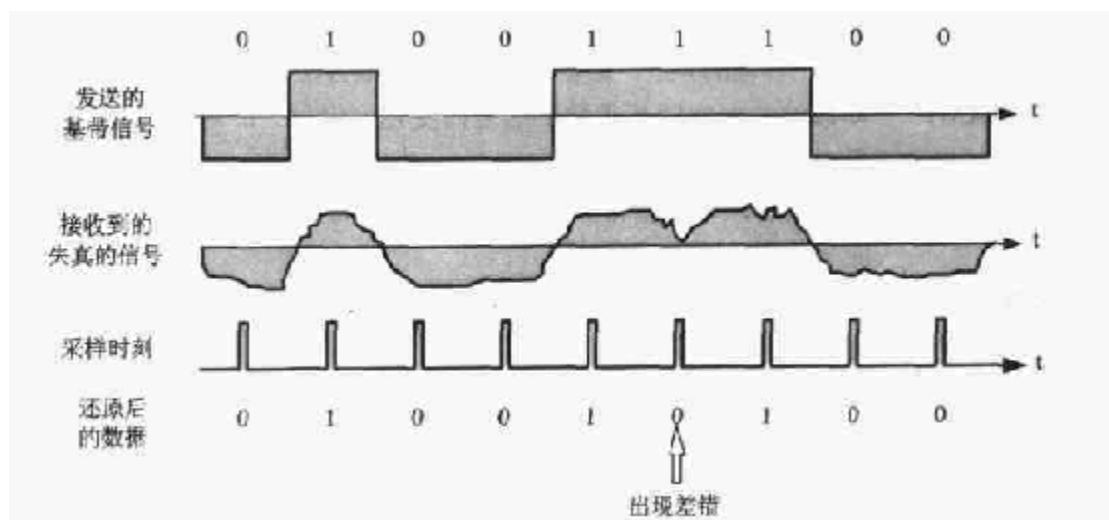 0 1 0 0 1 1 1 0 0
发送的
基带信号
t
接收到的
失真的信号
t
采样时刻
t
还原后
的数据
0 1 0 0 1 0 1 0 0
出现差错